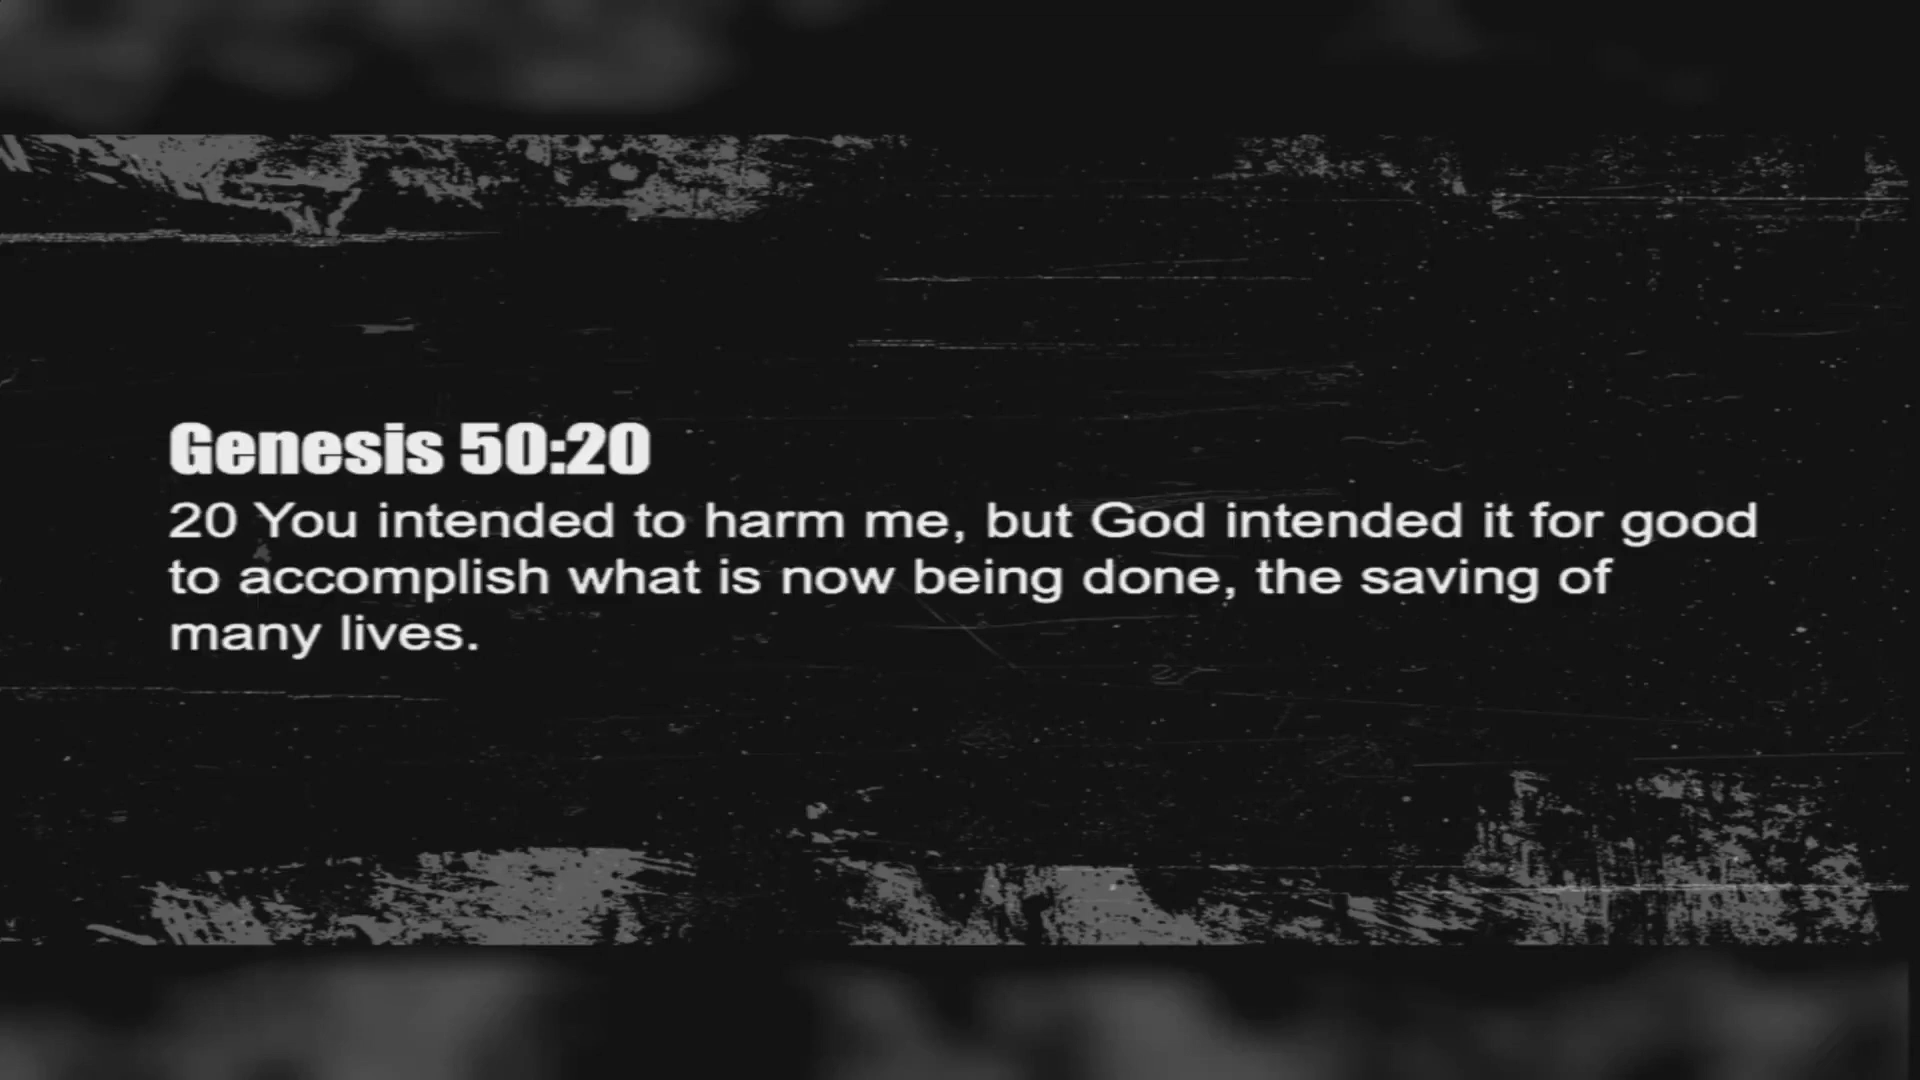 Genesis 50:20
20 You intended to harm me, but God intended it for good
to accomplish what is now being done, the saving of
many lives.